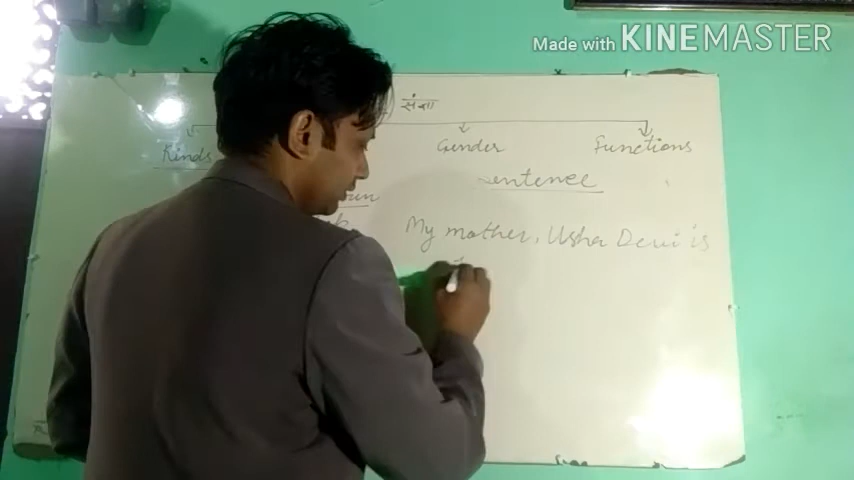 Made with KINEMASTER
संज्ञा
Kinds Gender Functions
Sentence
My mother, Usha Devi is